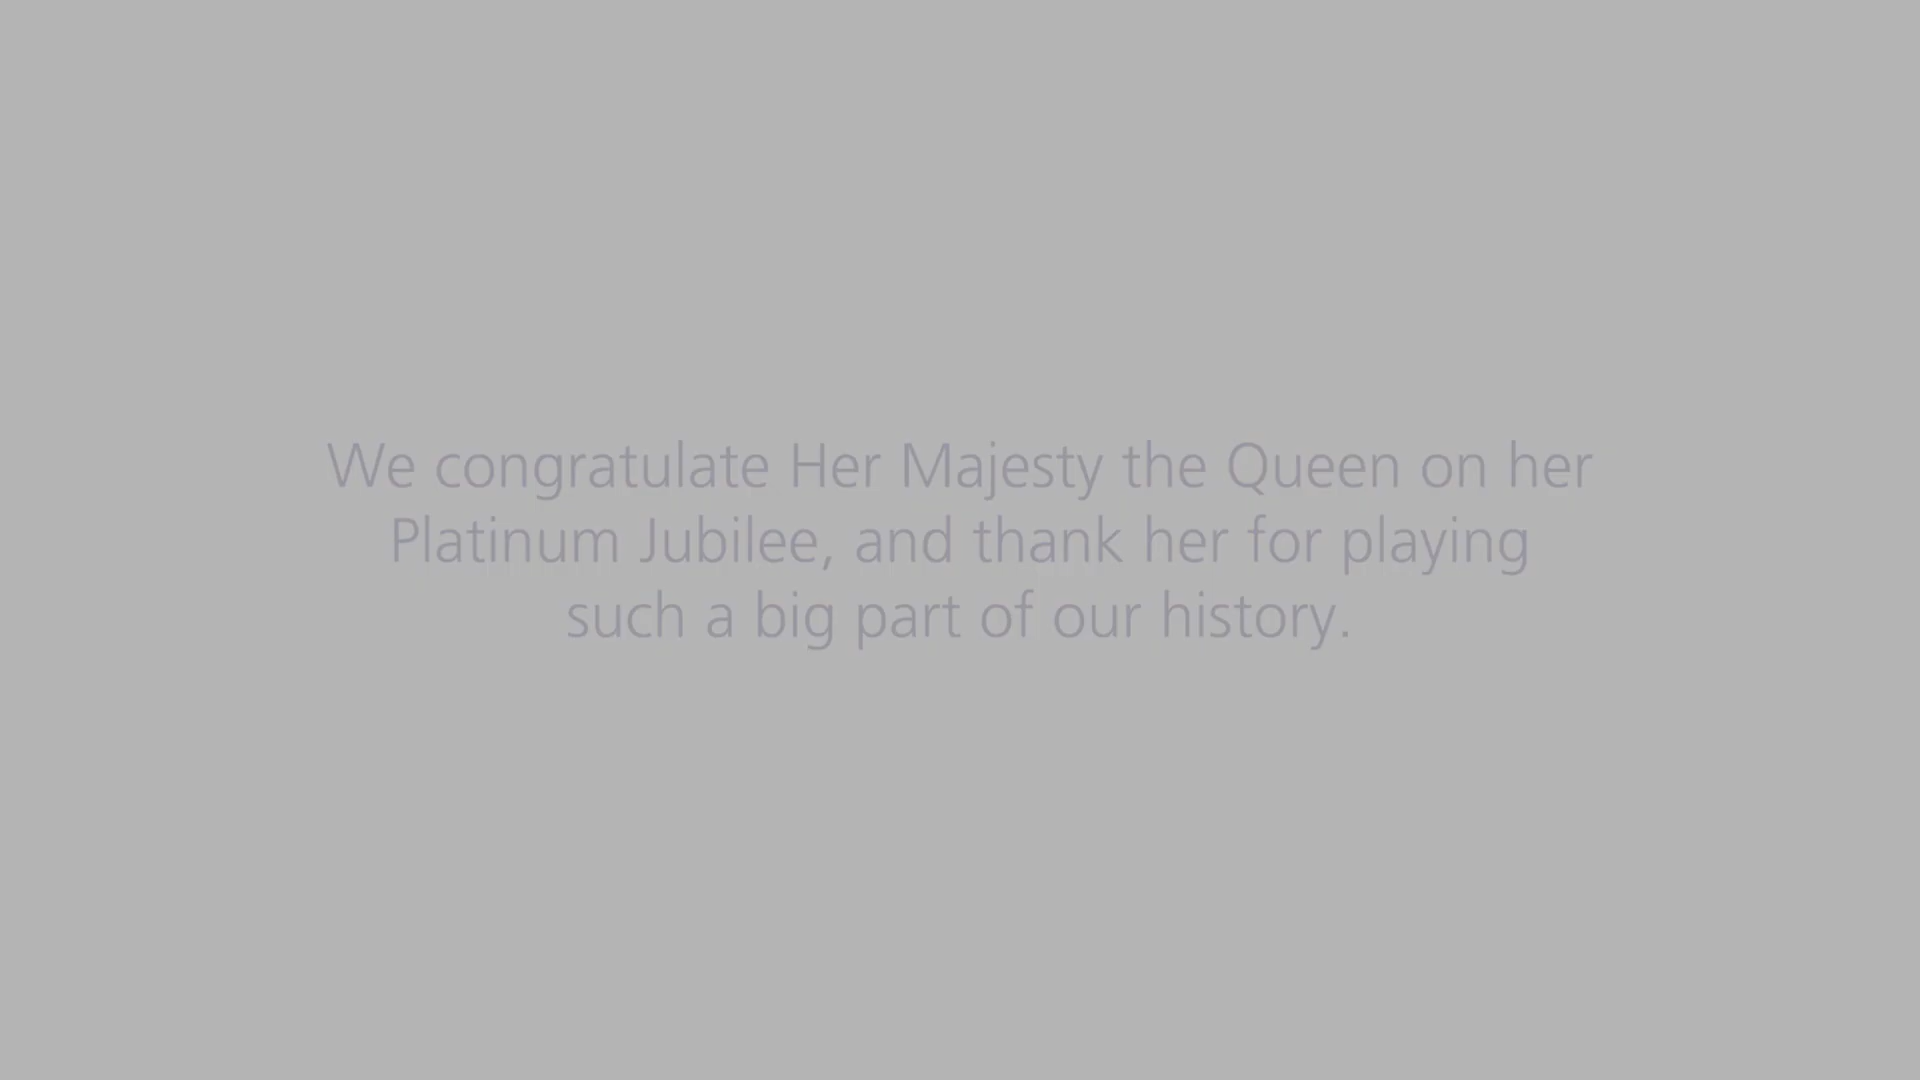 We congratulate Her Majesty the Queen on her
Platinum Jubilee, and thank her for playing
such a big part of our history.